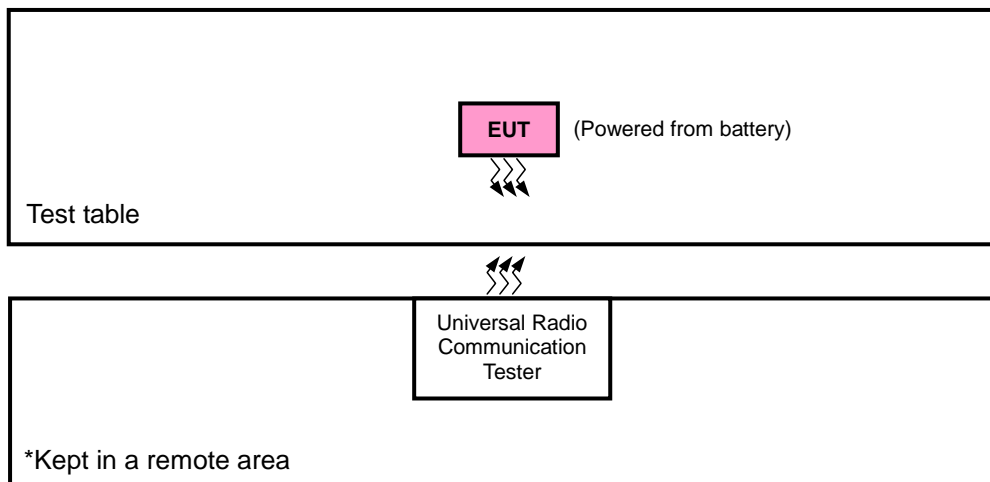 EUT
(Powered from battery)
Test table
Universal Radio
Communication
Tester
*Kept in a remote area